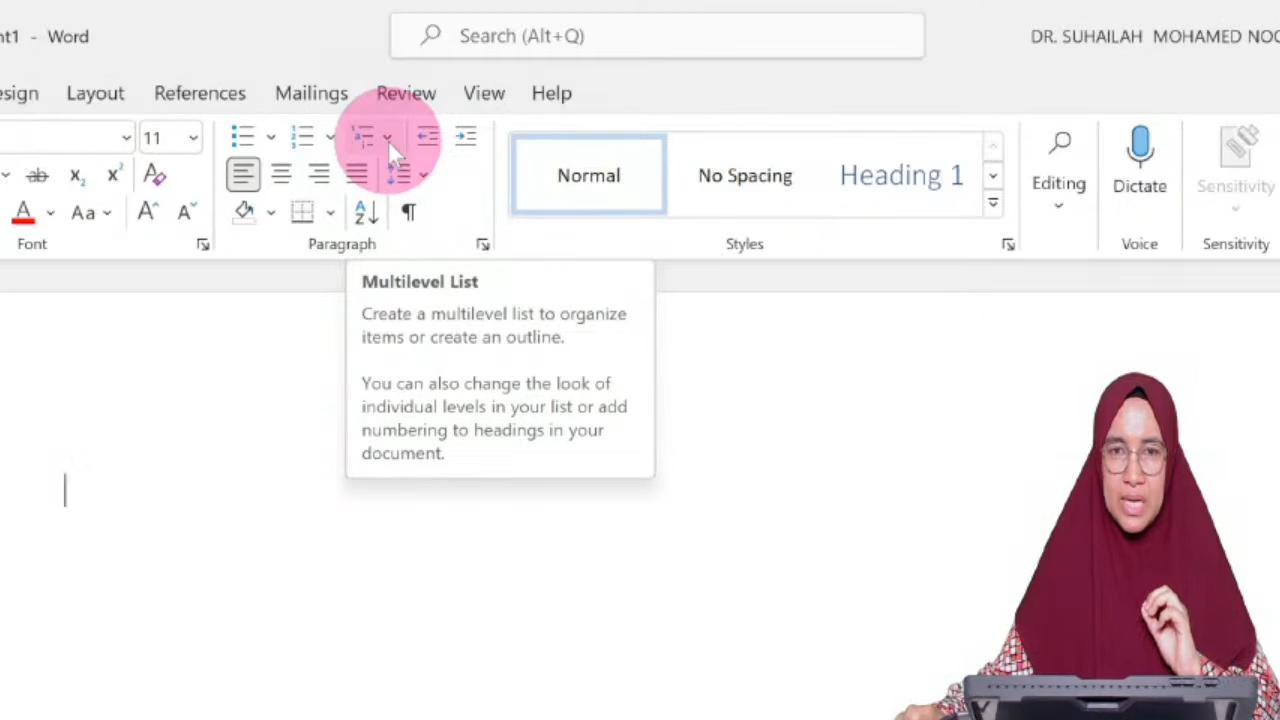 nt1 - Word
Search (Alt+Q)
DR. SUHAILAH MOHAMED NOO
esign Layout References Mailings Review View Help
11
Normal
No Spacing
Heading 1
Editing
Dictate
Sensitivity
Font
Paragraph
Styles
Voice
Sensitivity
Multilevel List
Create a multilevel list to organize
items or create an outline.
You can also change the look of
individual levels in your list or add
numbering to headings in your
document.